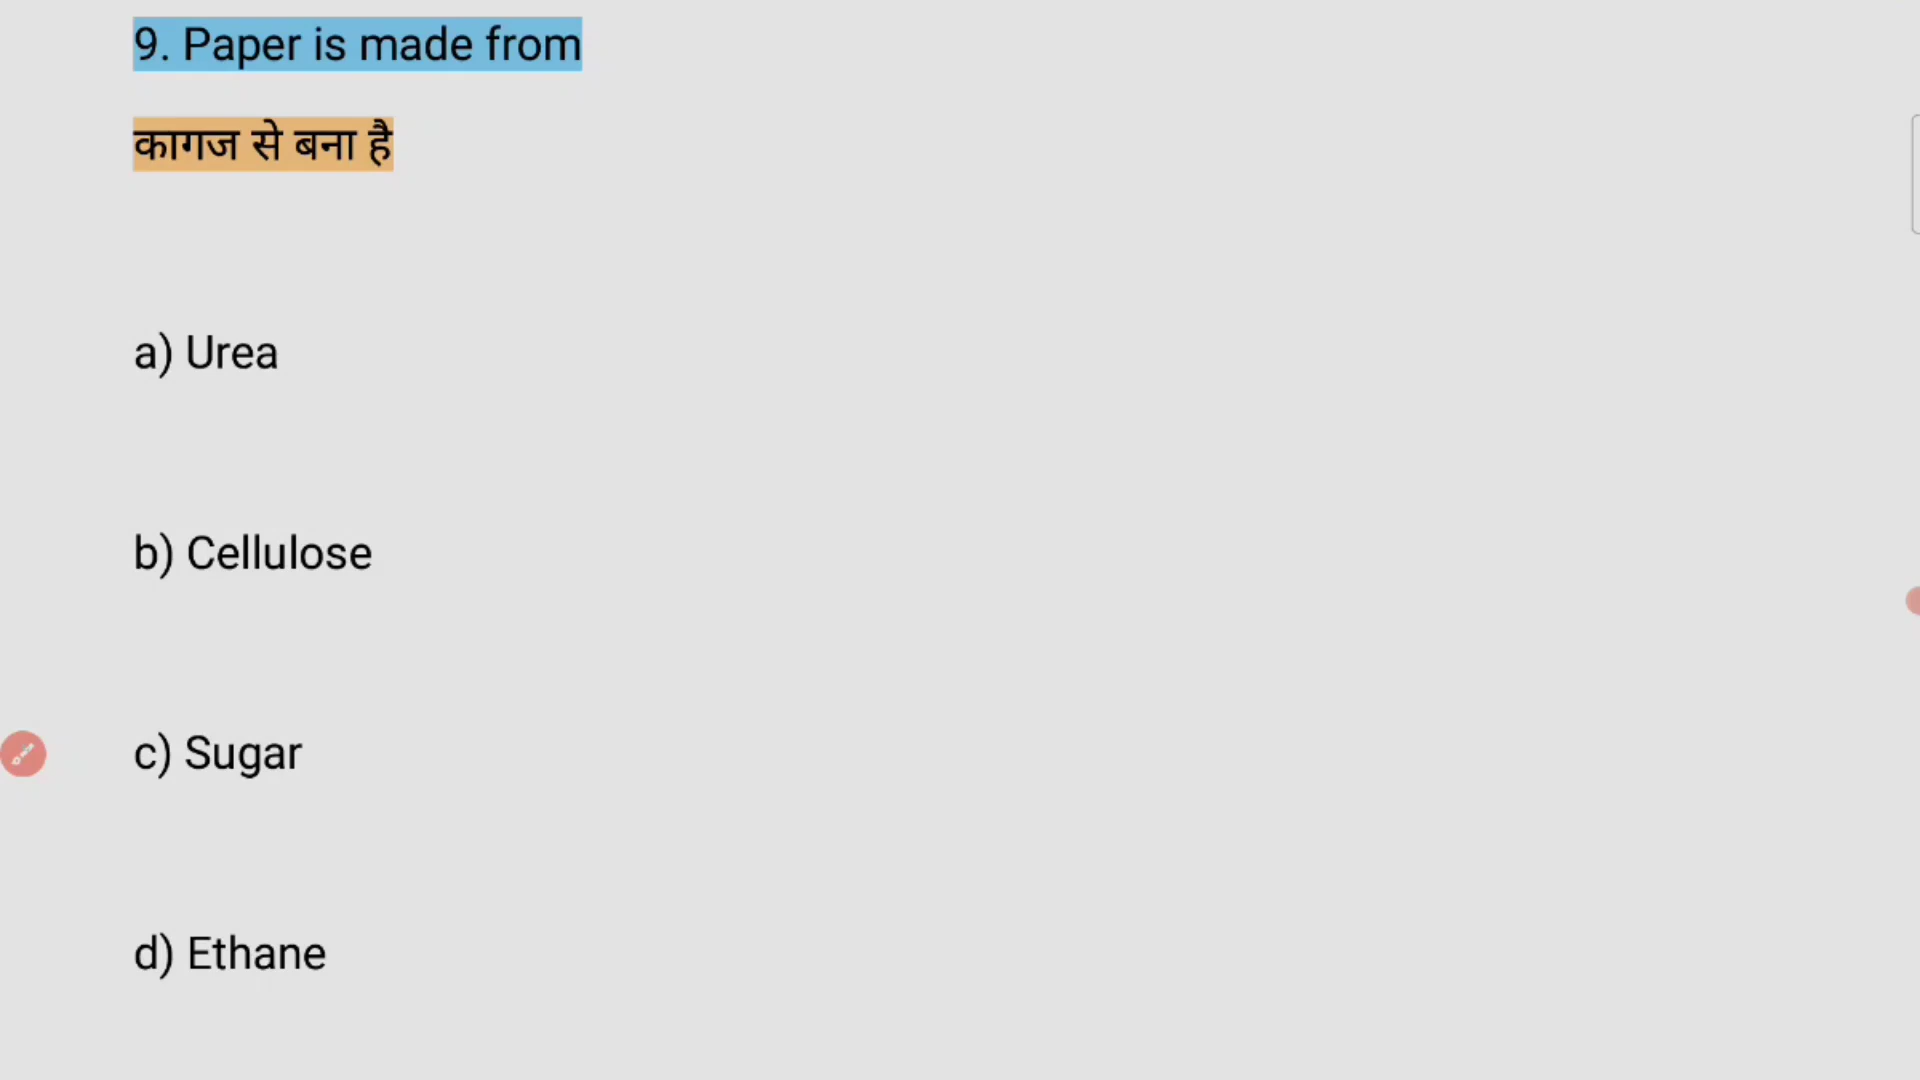 9. Paper is made from
कागज से बना है
a) Urea
b) Cellulose
c) Sugar
d) Ethane